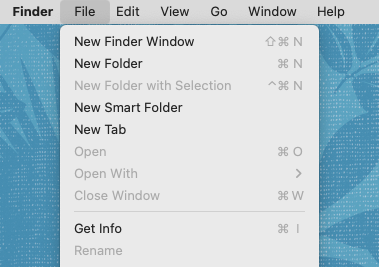 Finder File Edit View Go Window Help
New Finder Window ⇧⌘ N
New Folder ⌘ N
New Folder with Selection ^⌘ N
New Smart Folder
New Tab
Open ⌘ O
Open With >
Close Window ⌘ W
Get Info ⌘ I
Rename